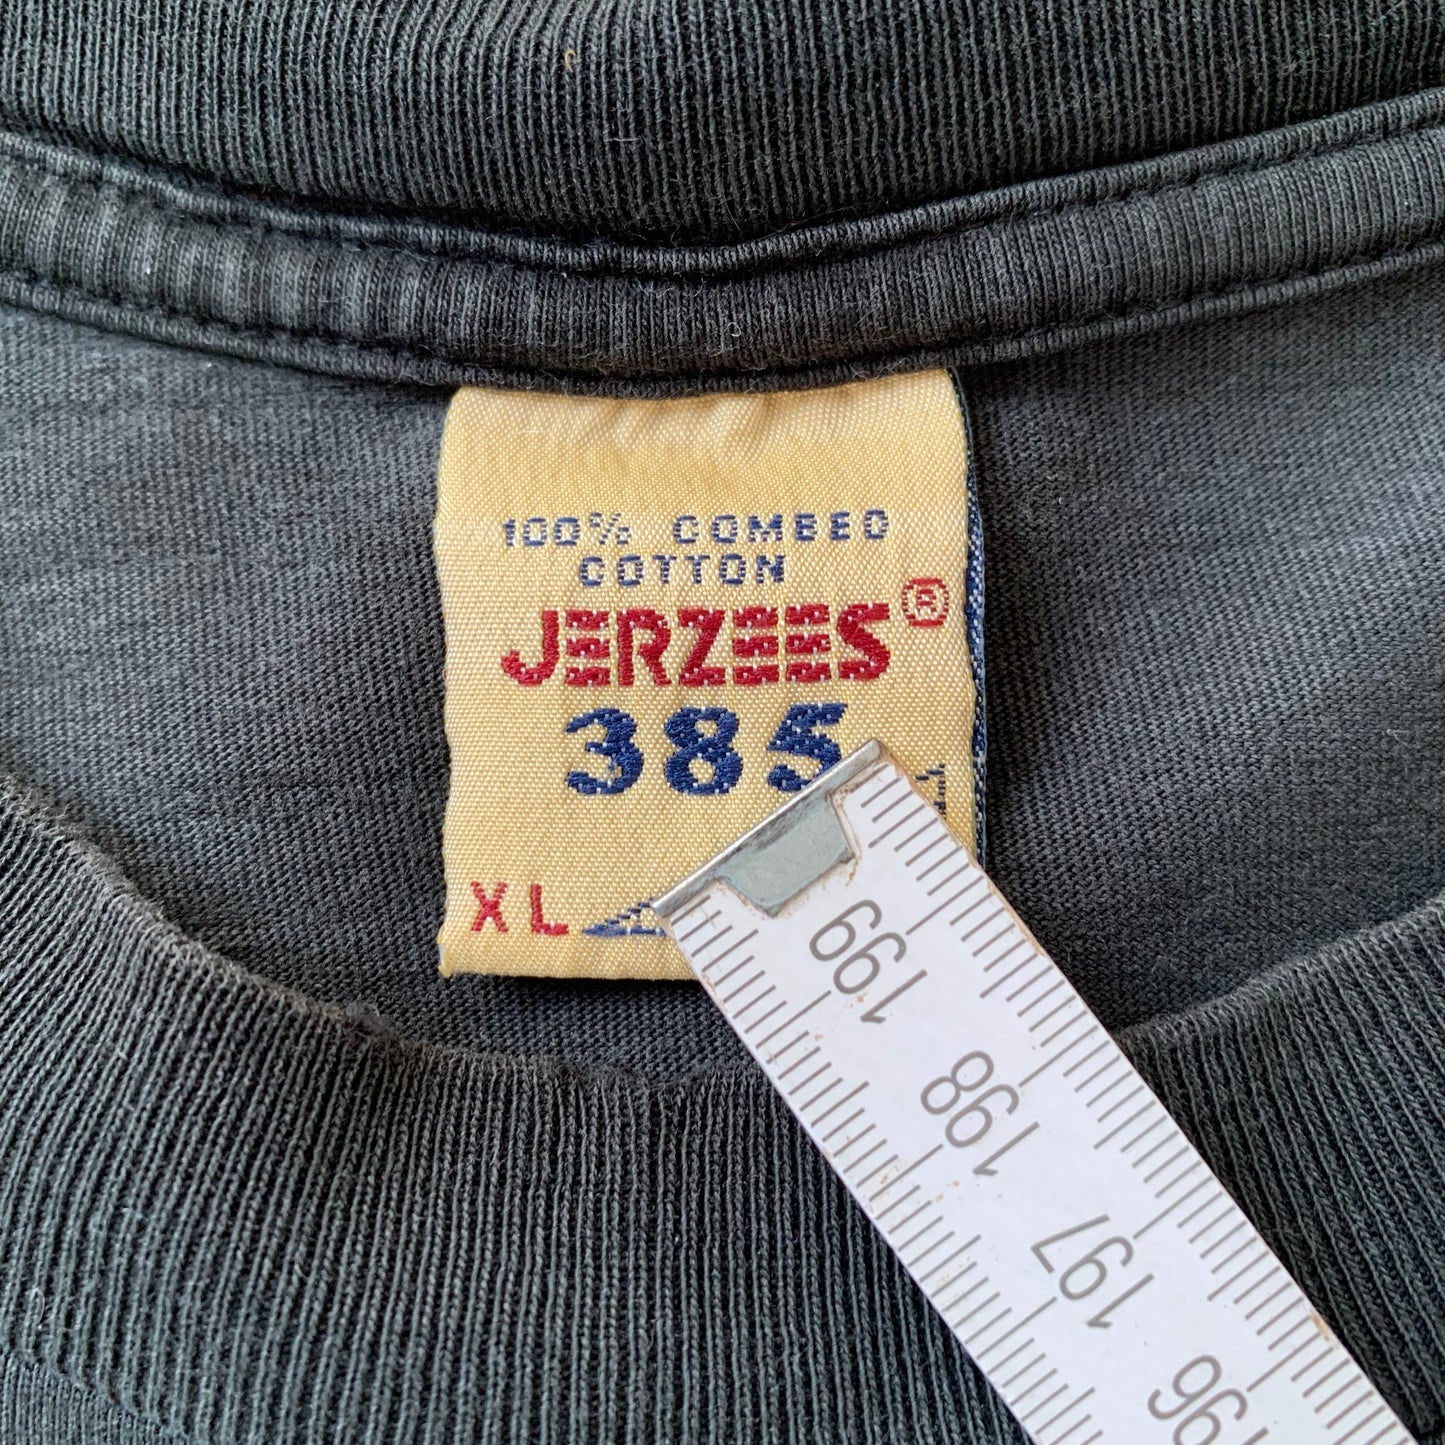 100% COMBED
COTTON
JERZEES®
385
XL
199
198
197
196